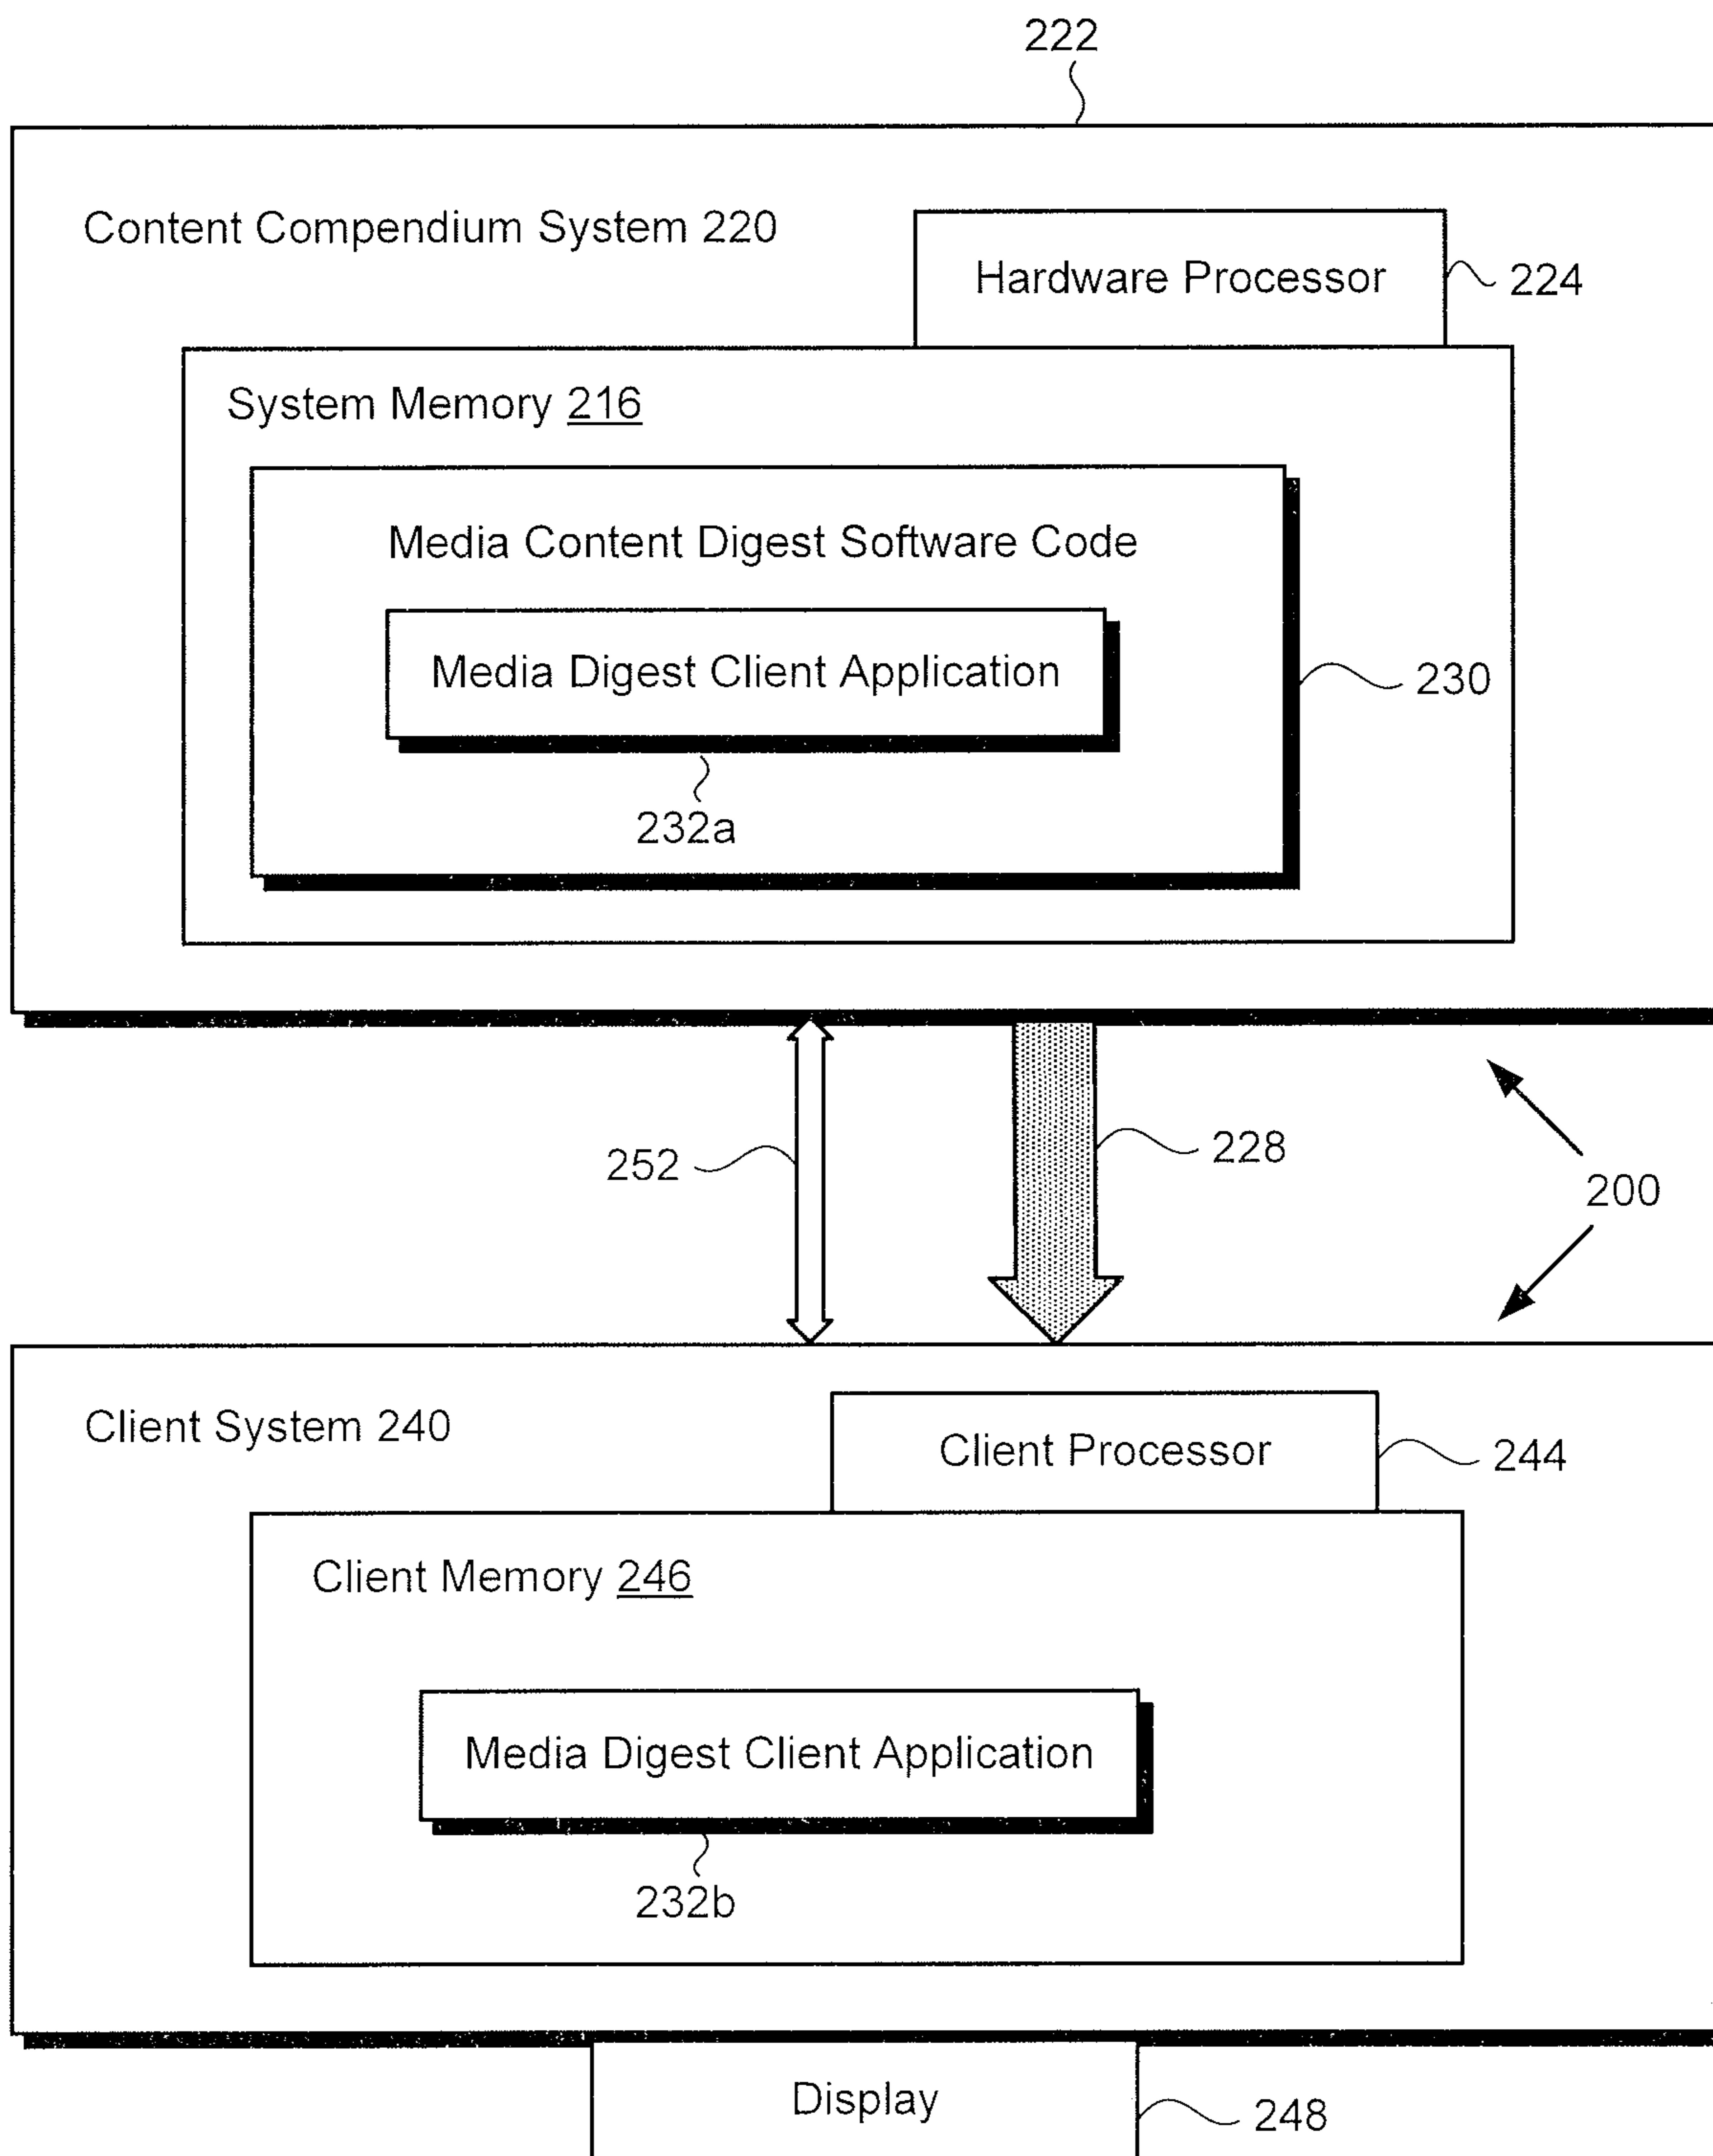 222
Content Compendium System 220
Hardware Processor
224
System Memory 216
Media Content Digest Software Code
Media Digest Client Application
230
232a
252
228
200
Client System 240
Client Processor
244
Client Memory 246
Media Digest Client Application
232b
Display
248